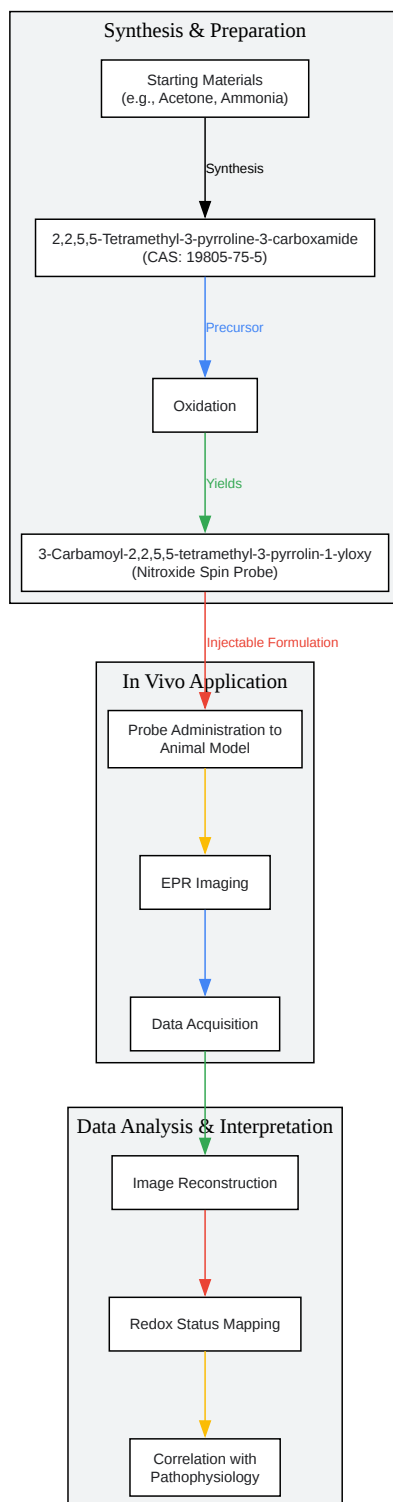 Synthesis & Preparation
Starting Materials
(e.g., Acetone, Ammonia)
Synthesis
2,2,5,5-Tetramethyl-3-pyrroline-3-carboxamide
(CAS: 19805-75-5)
Precursor
Oxidation
Yields
3-Carbamoyl-2,2,5,5-tetramethyl-3-pyrrolin-1-yloxy
(Nitroxide Spin Probe)
Injectable Formulation
In Vivo Application
Probe Administration to
Animal Model
EPR Imaging
Data Acquisition
Data Analysis & Interpretation
Image Reconstruction
Redox Status Mapping
Correlation with
Pathophysiology